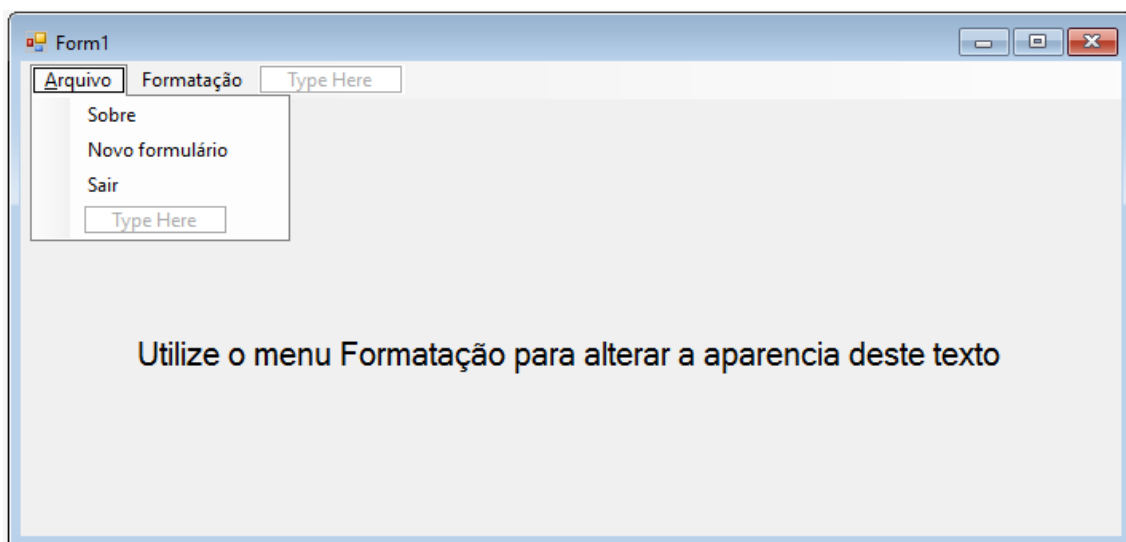 Form1
Arquivo Formatação Type Here
Sobre
Novo formulário
Sair
Type Here
Utilize o menu Formatação para alterar a aparencia deste texto